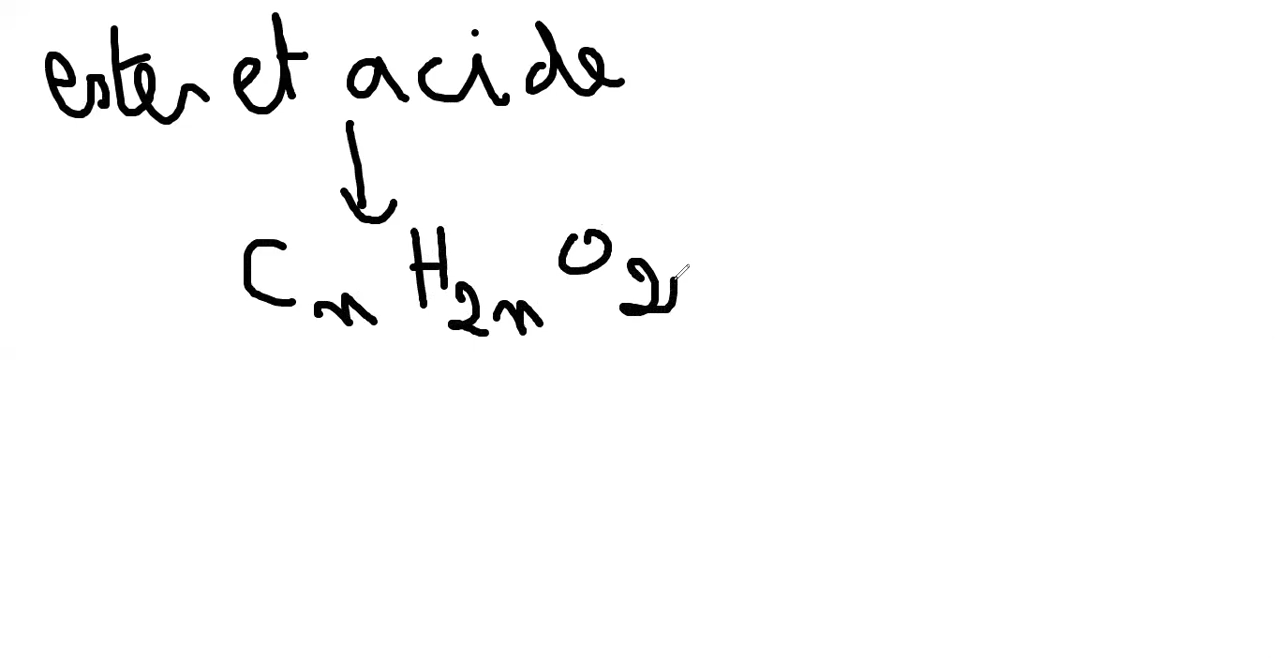 ester et acide
↓
CₙH₂ₙO₂